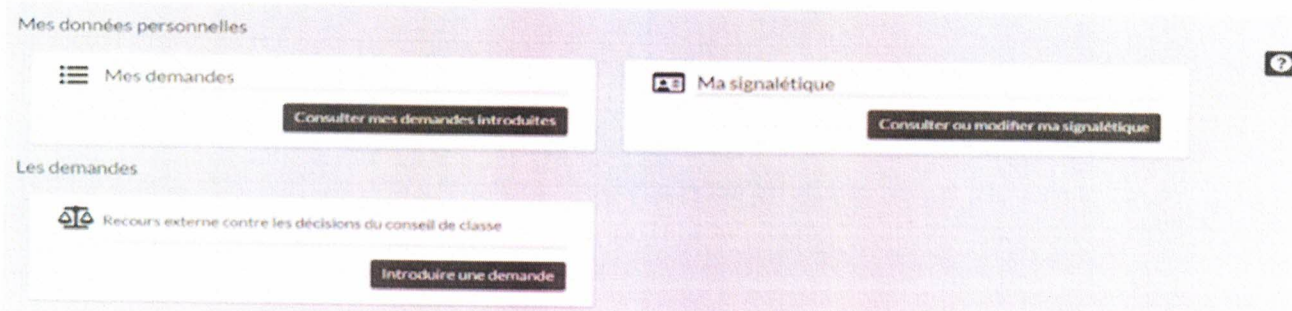 Mes données personnelles
Mes demandes
Consulter mes demandes introduites
Ma signalétique
Consulter ou modifier ma signalétique
Les demandes
Recours externe contre les décisions du conseil de classe
Introduire une demande
?